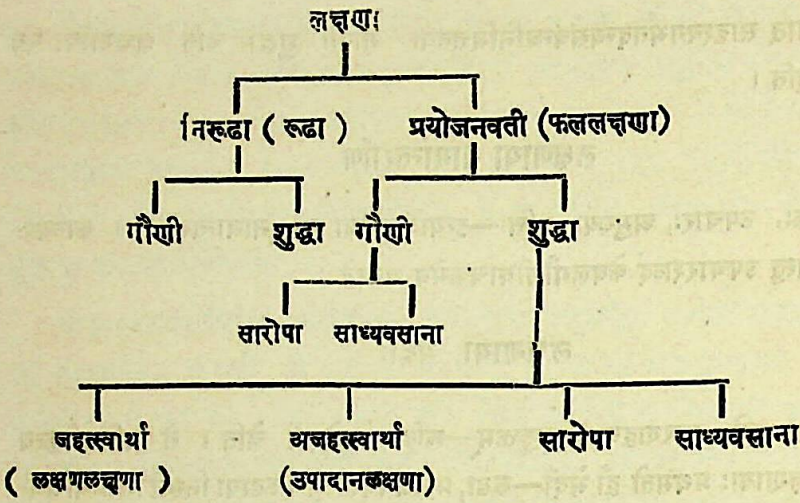 लक्षणा
निरूढा ( रूढा ) प्रयोजनवती (फललक्षणा)
गौणी शुद्धा गौणी शुद्धा
सारोपा साध्यवसाना
जहत्स्वार्था अजहत्स्वार्था सारोपा साध्यवसाना
( लक्षणलक्षणा ) (उपादानलक्षणा)